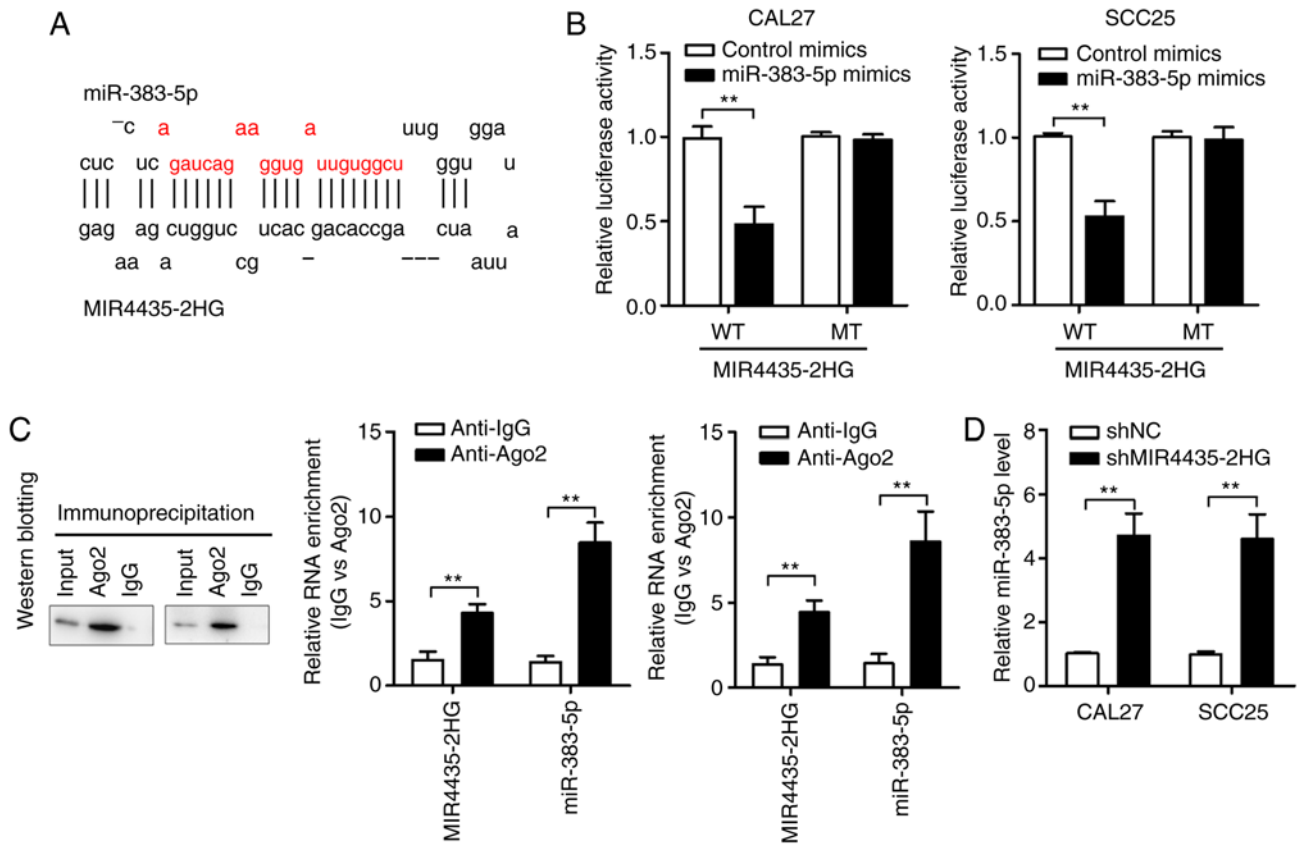 A
miR-383-5p
–c a aa a uug gga
cuc uc gaucag ggug uuguggcu ggu u
gag ag cugguc ucac gacaccga cua a
aa a cg – --- auu
MIR4435-2HG
B
CAL27
Relative luciferase activity
Control mimics
miR-383-5p mimics
1.5
1.0
0.5
0.0
**
WT MT
MIR4435-2HG
SCC25
Relative luciferase activity
Control mimics
miR-383-5p mimics
1.5
1.0
0.5
0.0
**
WT MT
MIR4435-2HG
C
Western blotting
Immunoprecipitation
Input Ago2 IgG Input Ago2 IgG
Relative RNA enrichment
(IgG vs Ago2)
Anti-IgG
Anti-Ago2
15
10
5
0
** **
MIR4435-2HG
miR-383-5p
Relative RNA enrichment
(IgG vs Ago2)
Anti-IgG
Anti-Ago2
15
10
5
0
** **
MIR4435-2HG
miR-383-5p
D
Relative miR-383-5p level
shNC
shMIR4435-2HG
8
6
4
2
0
** **
CAL27 SCC25